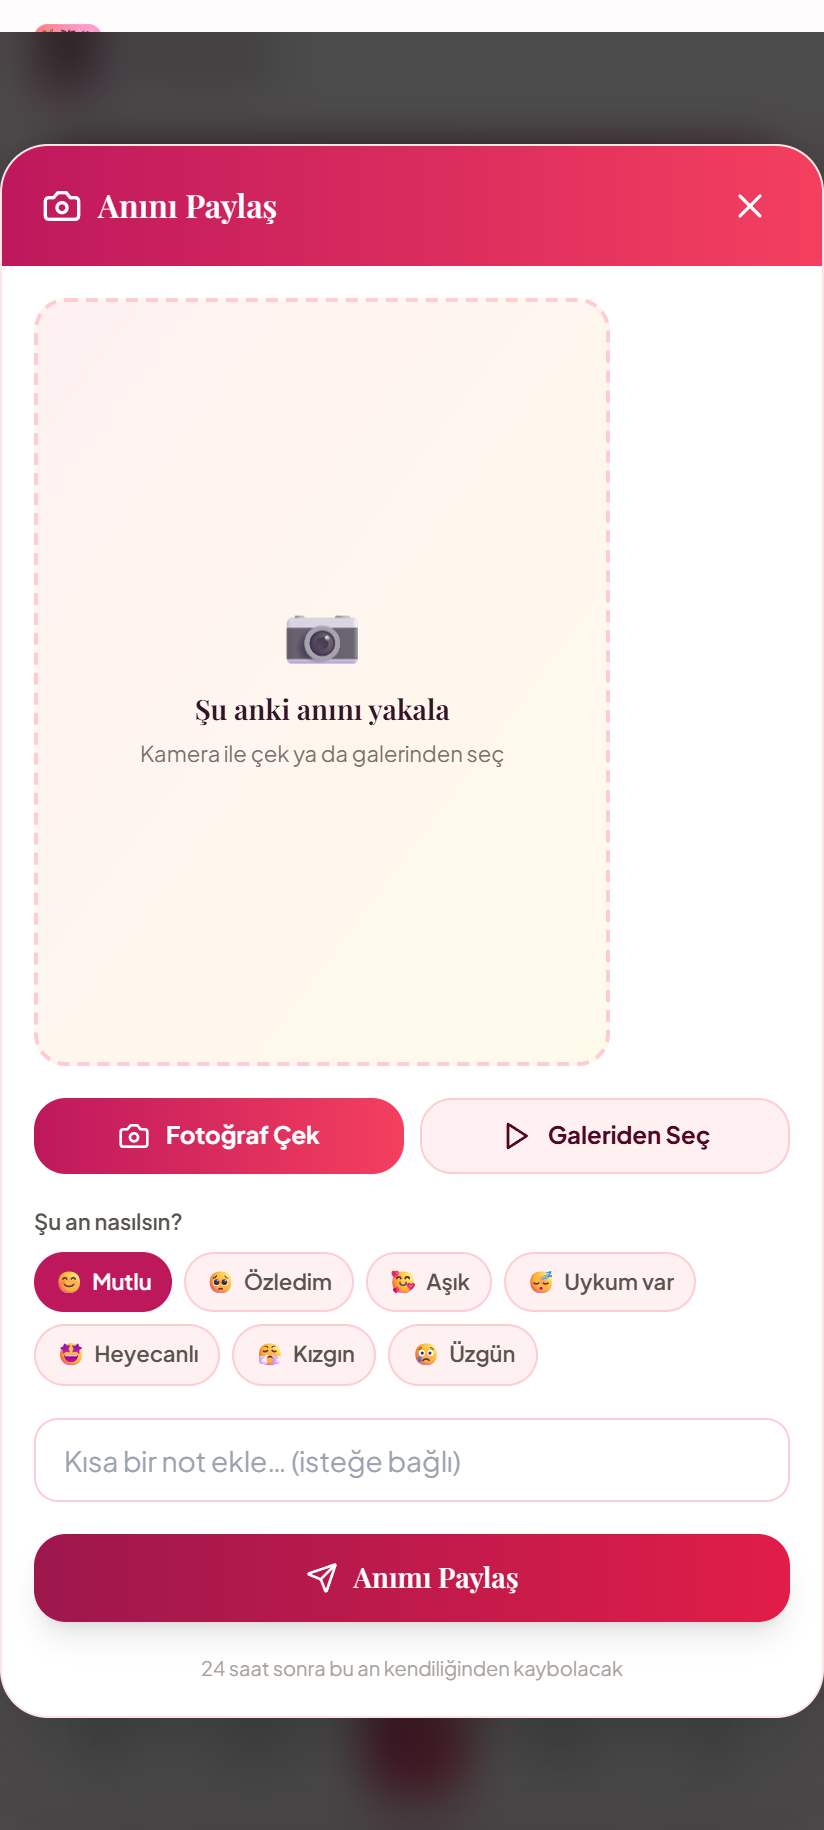 Anını Paylaş
Şu anki anını yakala
Kamera ile çek ya da galerinden seç
Fotoğraf Çek
Galeriden Seç
Şu an nasılsın?
😊 Mutlu
🥺 Özledim
🥰 Aşık
😴 Uykum var
🤩 Heyecanlı
😤 Kızgın
😢 Üzgün
Kısa bir not ekle... (isteğe bağlı)
Anımı Paylaş
24 saat sonra bu an kendiliğinden kaybolacak